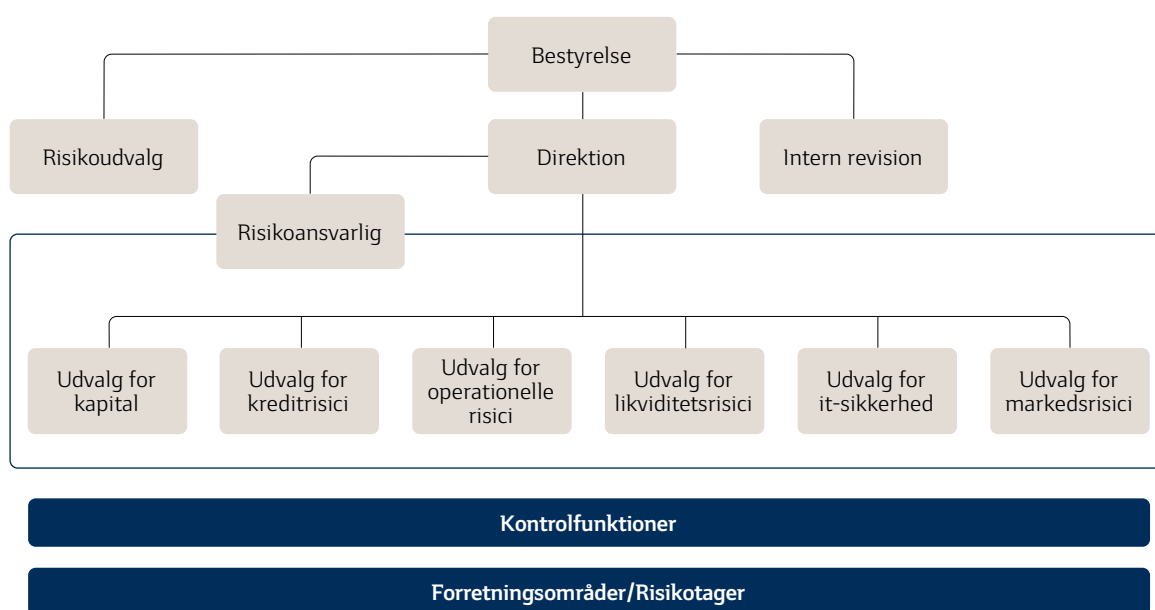 Bestyrelse
Risikoudvalg
Direktion
Intern revision
Risikoansvarlig
Udvalg for
kapital
Udvalg for
kreditrisici
Udvalg for
operationelle
risici
Udvalg for
likviditetsrisici
Udvalg for
it-sikkerhed
Udvalg for
markedsrisici
Kontrolfunktioner
Forretningsområder/Risikotager